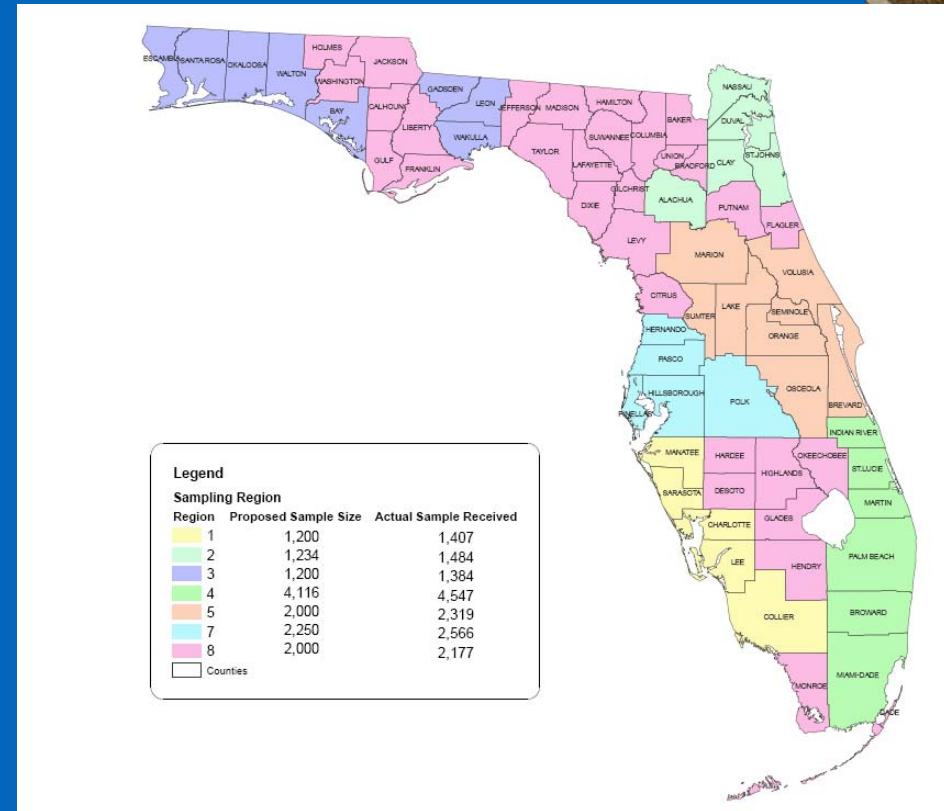 HOLMES
JACKSON
ESCAMBIA
SANTA ROSA
OKALOOSA
WALTON
WASHINGTON
GADSDEN
NASSAU
BAY
CALHOUN
LEON
JEFFERSON
MADISON
HAMILTON
DUVAL
LIBERTY
WAKULLA
SUWANNEE
COLUMBIA
BAKER
TAYLOR
LAFAYETTE
UNION
BRADFORD
CLAY
ST.JOHNS
GULF
FRANKLIN
GILCHRIST
DIXIE
ALACHUA
PUTNAM
FLAGLER
LEVY
MARION
VOLUSIA
CITRUS
SUMTER
LAKE
SEMINOLE
HERNANDO
ORANGE
PASCO
OSCEOLA
HILLSBOROUGH
POLK
BREVARD
PINELLAS
INDIAN RIVER
MANATEE
HARDEE
HIGHLANDS
OKEECHOBEE
ST.LUCIE
SARASOTA
DESOTO
MARTIN
CHARLOTTE
GLADES
LEE
HENDRY
PALM BEACH
COLLIER
BROWARD
MONROE
MIAMI-DADE
DADE
Legend
Sampling Region
Region Proposed Sample Size Actual Sample Received
1 1,200 1,407
2 1,234 1,484
3 1,200 1,384
4 4,116 4,547
5 2,000 2,319
7 2,250 2,566
8 2,000 2,177
Counties